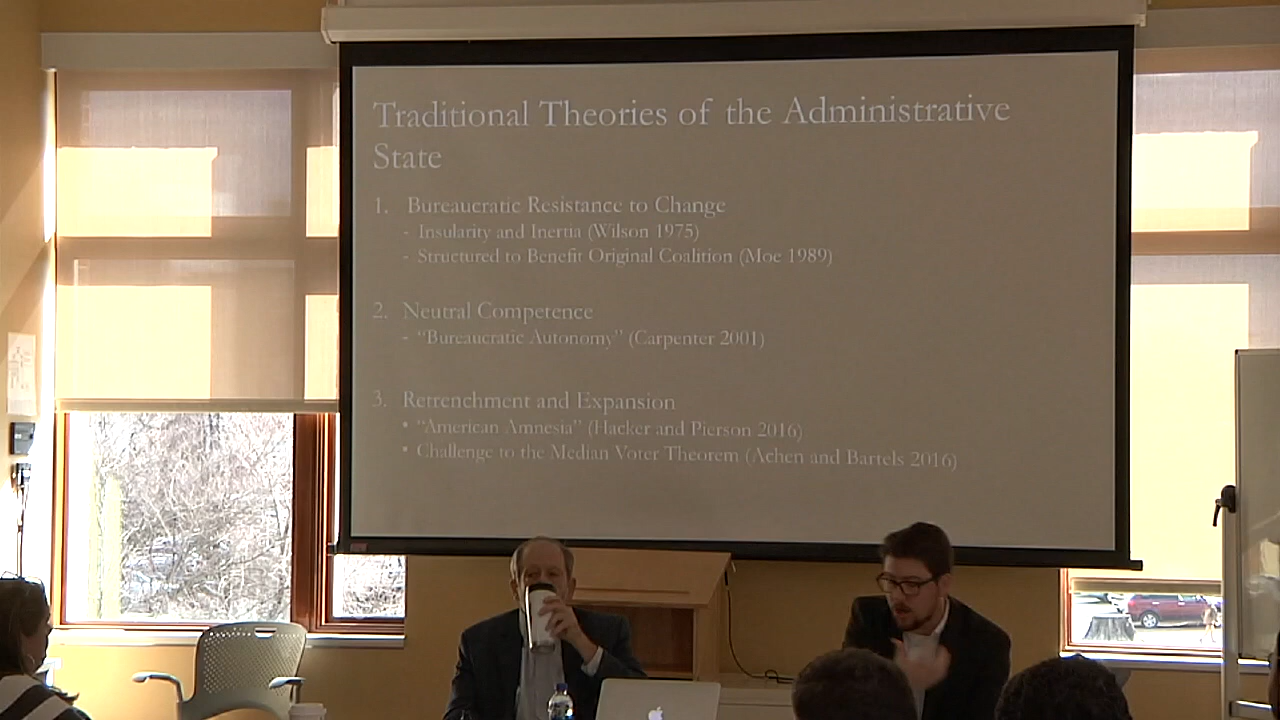 Traditional Theories of the Administrative
State
1. Bureaucratic Resistance to Change
- Insularity and Inertia (Wilson 1975)
- Structured to Benefit Original Coalition (Moe 1989)
2. Neutral Competence
- “Bureaucratic Autonomy” (Carpenter 2001)
3. Retrenchment and Expansion
• “American Amnesia” (Hacker and Pierson 2016)
• Challenge to the Median Voter Theorem (Achen and Bartels 2016)